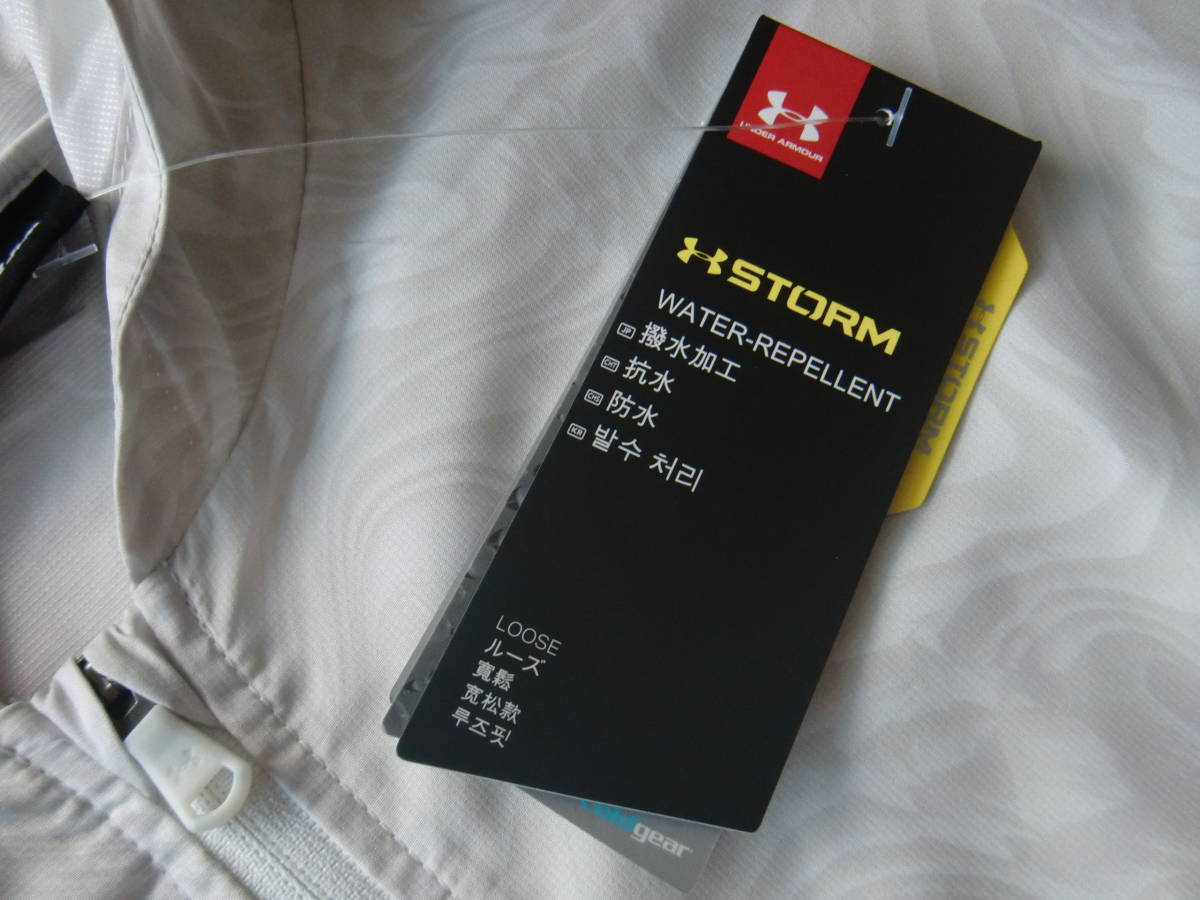 UNDER ARMOUR
STORM
WATER-REPELLENT
JP 撥水加工
CHT 抗水
CHS 防水
KR 발수 처리
LOOSE
ルーズ
寬鬆
宽松款
루즈핏
STORM
coldgear